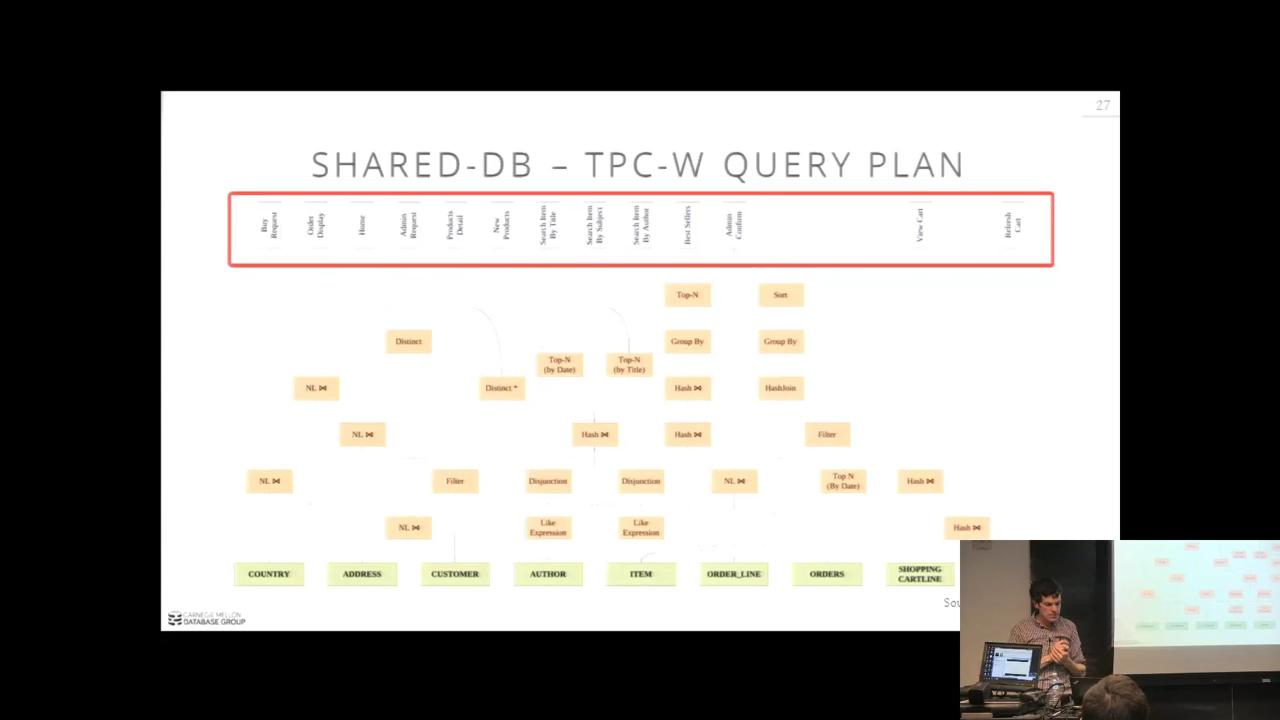 27
SHARED-DB – TPC-W QUERY PLAN
Buy
Request
Order
Display
Home
Admin
Request
Products
Detail
New
Products
Search Item
By Title
Search Item
By Subject
Search Item
By Author
Best Sellers
Admin
Confirm
View Cart
Refresh
Cart
Top-N
Sort
Distinct
Group By
Group By
Top-N
(by Date)
Top-N
(by Title)
NL ⋈
Distinct *
Hash ⋈
HashJoin
NL ⋈
Hash ⋈
Hash ⋈
Filter
NL ⋈
Filter
Disjunction
Disjunction
NL ⋈
Top N
(By Date)
Hash ⋈
NL ⋈
Like
Expression
Like
Expression
Hash ⋈
COUNTRY
ADDRESS
CUSTOMER
AUTHOR
ITEM
ORDER_LINE
ORDERS
SHOPPING
CARTLINE
CARNEGIE MELLON
DATABASE GROUP